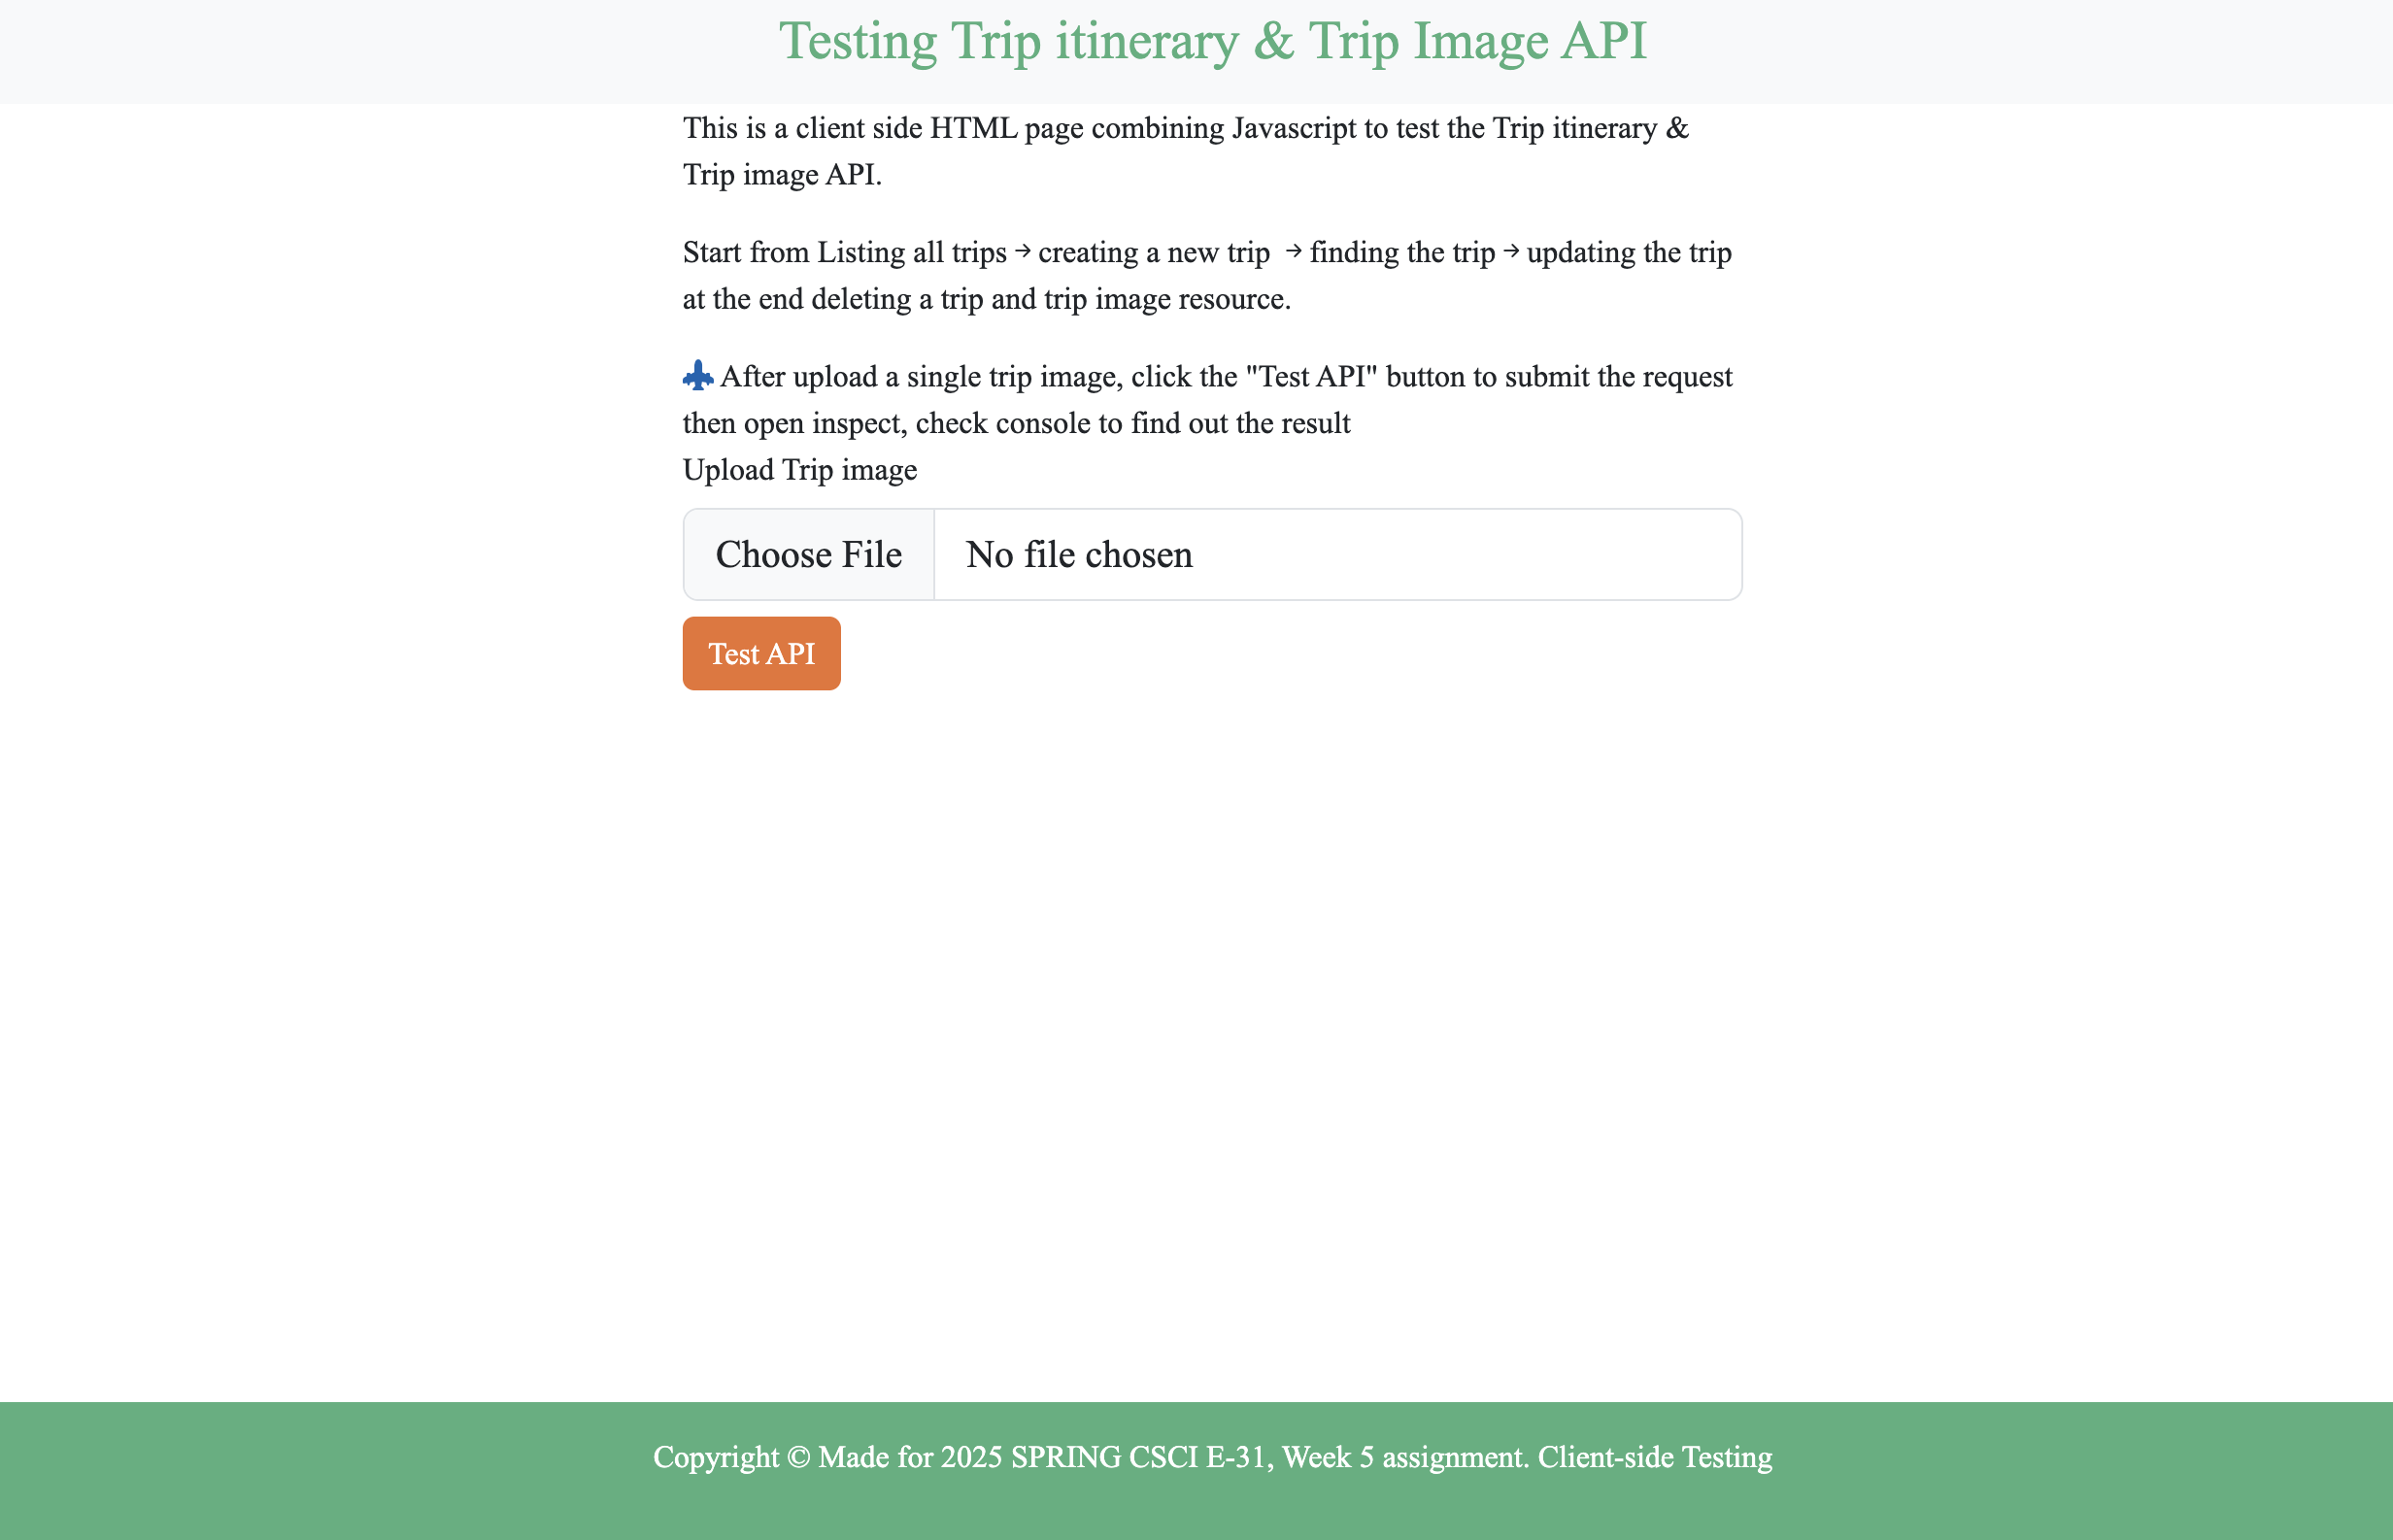 Testing Trip itinerary & Trip Image API
This is a client side HTML page combining Javascript to test the Trip itinerary &
Trip image API.
Start from Listing all trips → creating a new trip → finding the trip → updating the trip
at the end deleting a trip and trip image resource.
After upload a single trip image, click the "Test API" button to submit the request
then open inspect, check console to find out the result
Upload Trip image
Choose File No file chosen
Test API
Copyright © Made for 2025 SPRING CSCI E-31, Week 5 assignment. Client-side Testing